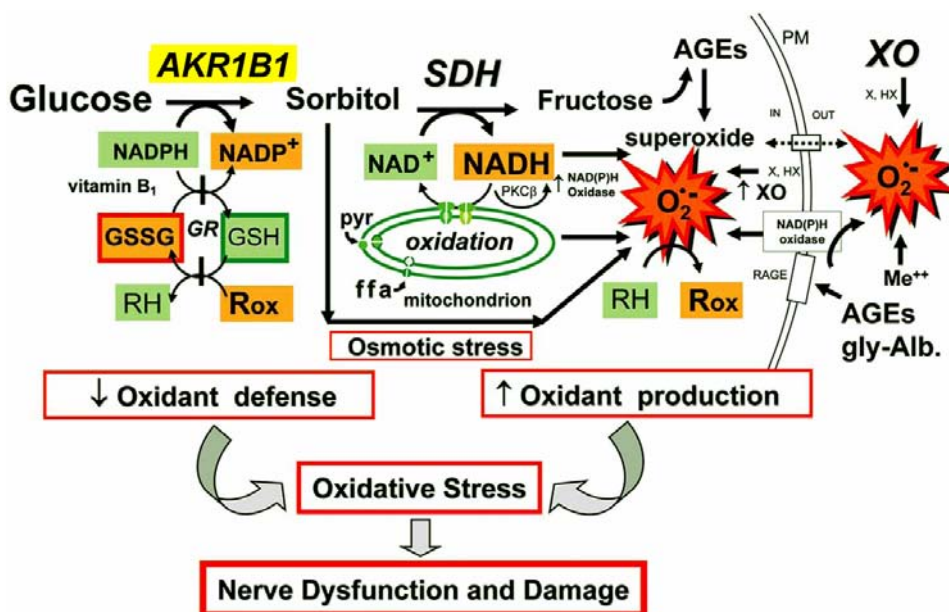 AKR1B1
Glucose
Sorbitol
SDH
Fructose
AGEs
PM
XO
X, HX
IN
OUT
superoxide
NADPH
NADP+
vitamin B1
GSSG
GR
GSH
RH
Rox
NAD+
NADH
PKCβ
↑ NAD(P)H
Oxidase
pyr
oxidation
ffa
mitochondrion
O2•-
X, HX
↑ XO
RH
Rox
NAD(P)H
oxidase
RAGE
O2•-
Me++
AGEs
gly-Alb.
Osmotic stress
↓ Oxidant defense
↑ Oxidant production
Oxidative Stress
Nerve Dysfunction and Damage